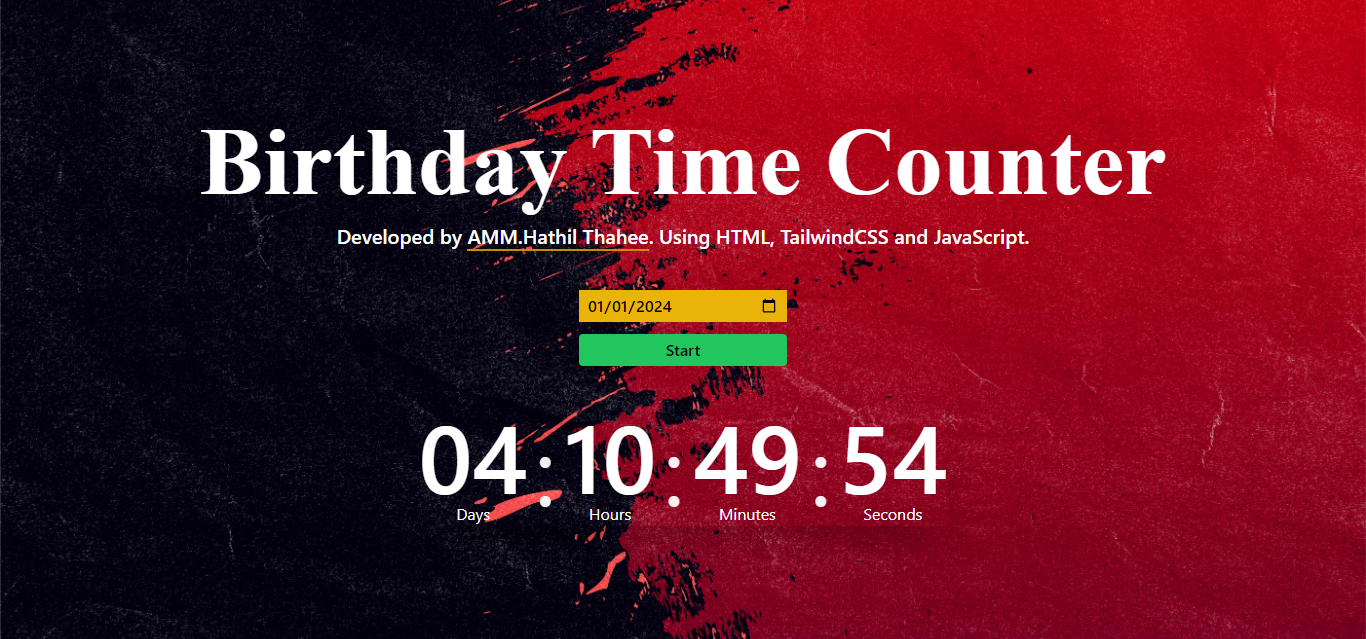 Birthday Time Counter
Developed by AMM.Hathil Thahee. Using HTML, TailwindCSS and JavaScript.
01/01/2024
Start
04:10:49:54
Days Hours Minutes Seconds